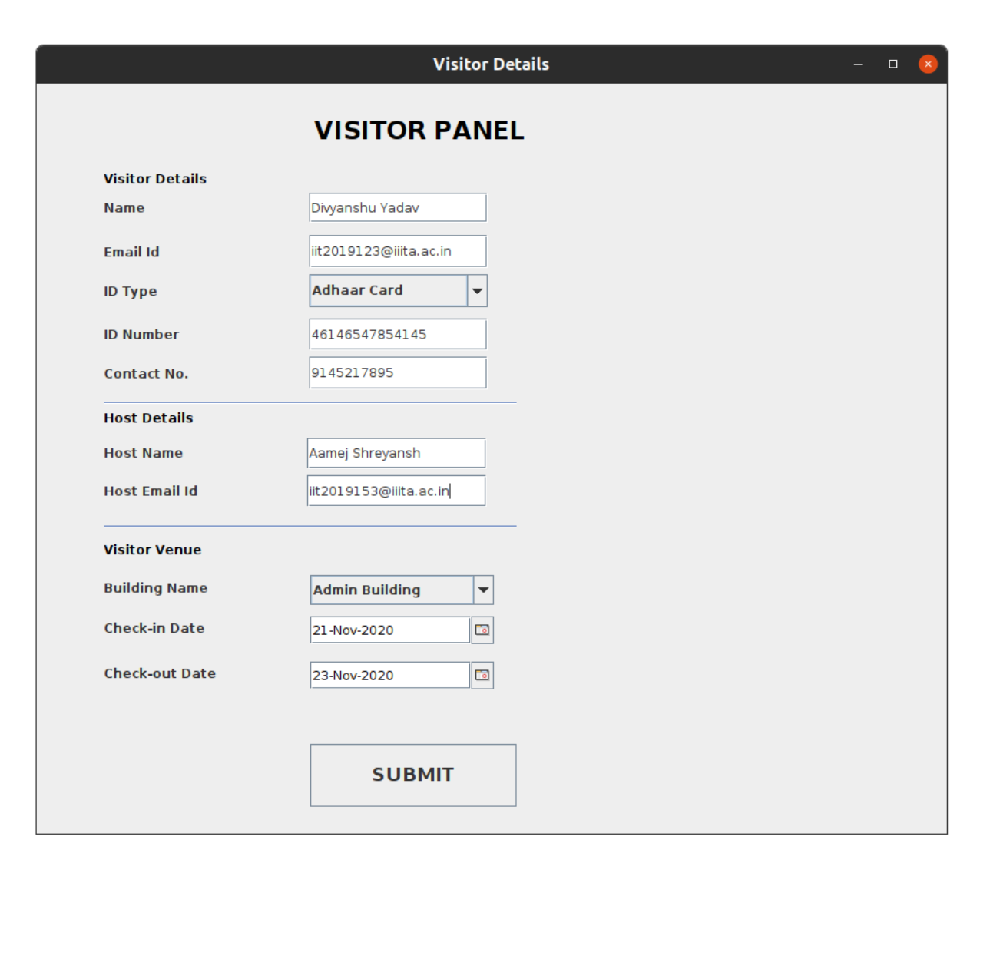 Visitor Details
VISITOR PANEL
Visitor Details
Name Divyanshu Yadav
Email Id iit2019123@iiita.ac.in
ID Type Adhaar Card
ID Number 46146547854145
Contact No. 9145217895
Host Details
Host Name Aamej Shreyansh
Host Email Id iit2019153@iiita.ac.in
Visitor Venue
Building Name Admin Building
Check-in Date 21-Nov-2020
Check-out Date 23-Nov-2020
SUBMIT